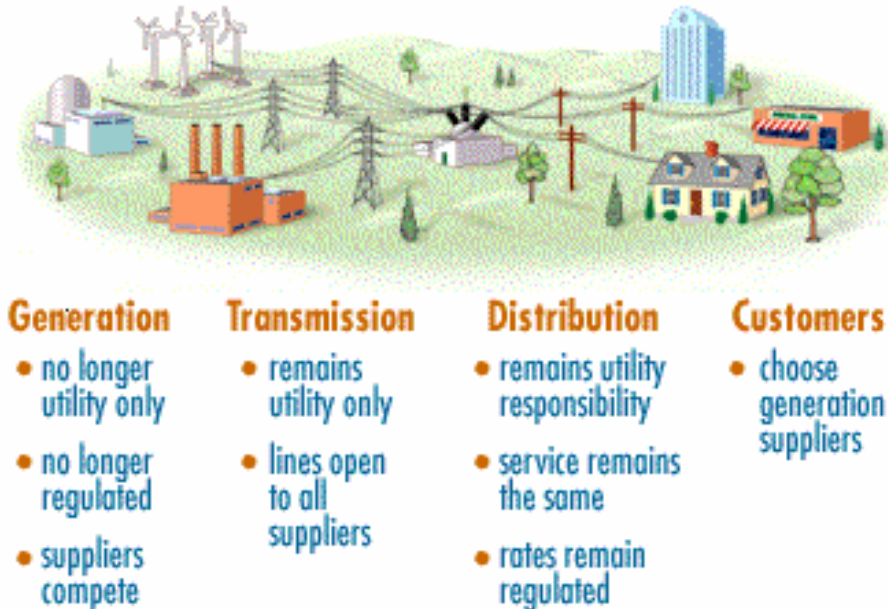 Generation
• no longer
utility only
• no longer
regulated
• suppliers
compete
Transmission
• remains
utility only
• lines open
to all
suppliers
Distribution
• remains utility
responsibility
• service remains
the same
• rates remain
regulated
Customers
• choose
generation
suppliers